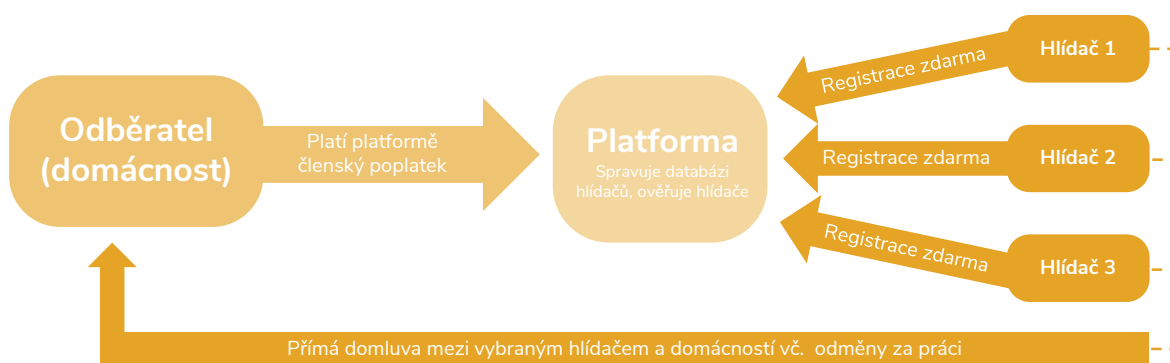 Odběratel
(domácnost)
Platí platformě
členský poplatek
Platforma
Spravuje databázi
hlídačů, ověřuje hlídače
Registrace zdarma
Hlídač 1
Registrace zdarma
Hlídač 2
Registrace zdarma
Hlídač 3
Přímá domluva mezi vybraným hlídačem a domácností vč. odměny za práci